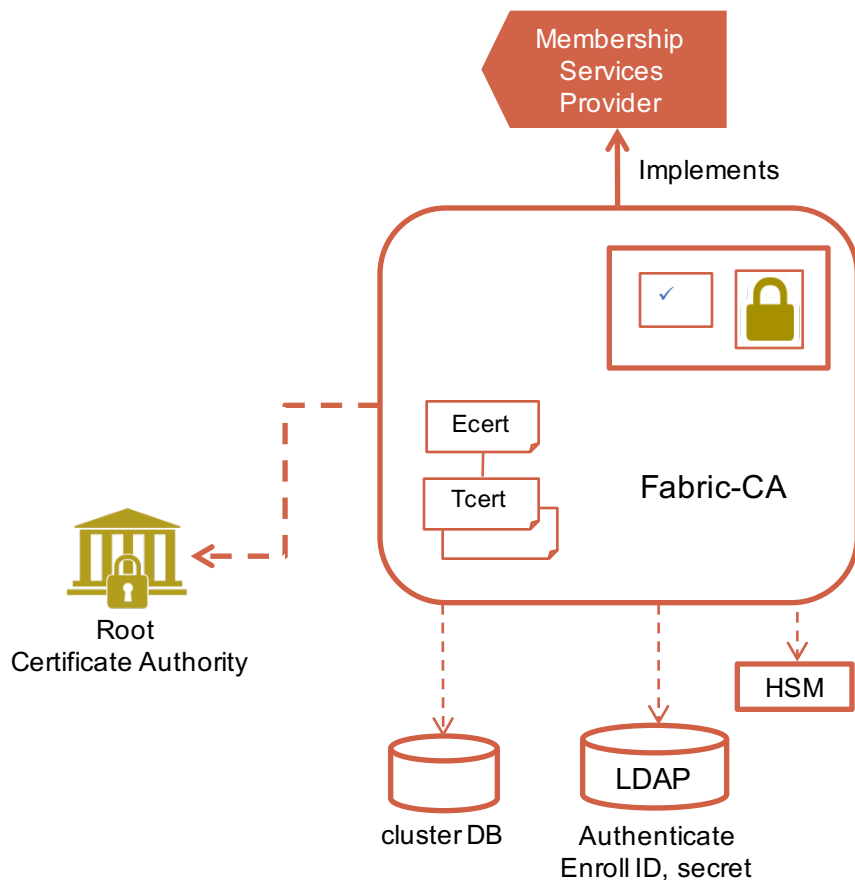 Membership
Services
Provider
Implements
Ecert
Tcert
Fabric-CA
Root
Certificate Authority
HSM
LDAP
cluster DB
Authenticate
Enroll ID, secret